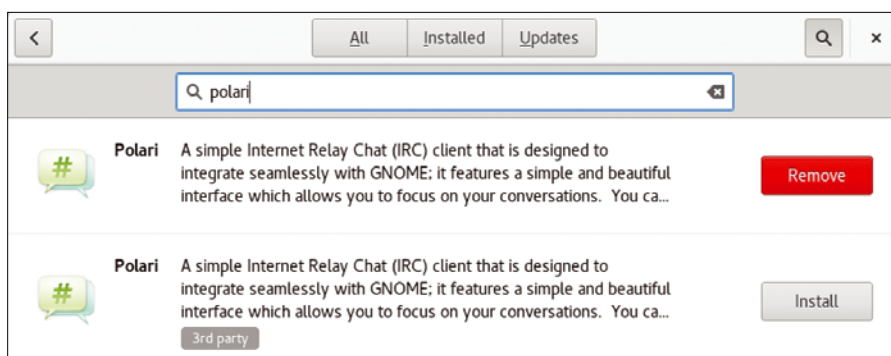 All Installed Updates
polari
Polari A simple Internet Relay Chat (IRC) client that is designed to
integrate seamlessly with GNOME; it features a simple and beautiful
interface which allows you to focus on your conversations. You ca...
Remove
Polari A simple Internet Relay Chat (IRC) client that is designed to
integrate seamlessly with GNOME; it features a simple and beautiful
interface which allows you to focus on your conversations. You ca...
3rd party
Install